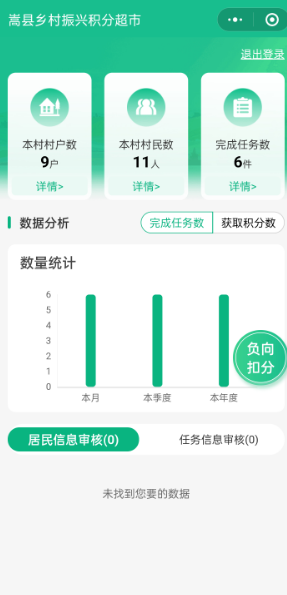 嵩县乡村振兴积分超市
退出登录
本村村户数
9户
详情>
本村村民数
11人
详情>
完成任务数
6件
详情>
数据分析
完成任务数 获取积分数
数量统计
6
5
4
3
2
1
0
本月 本季度 本年度
负向
扣分
居民信息审核(0) 任务信息审核(0)
未找到您要的数据